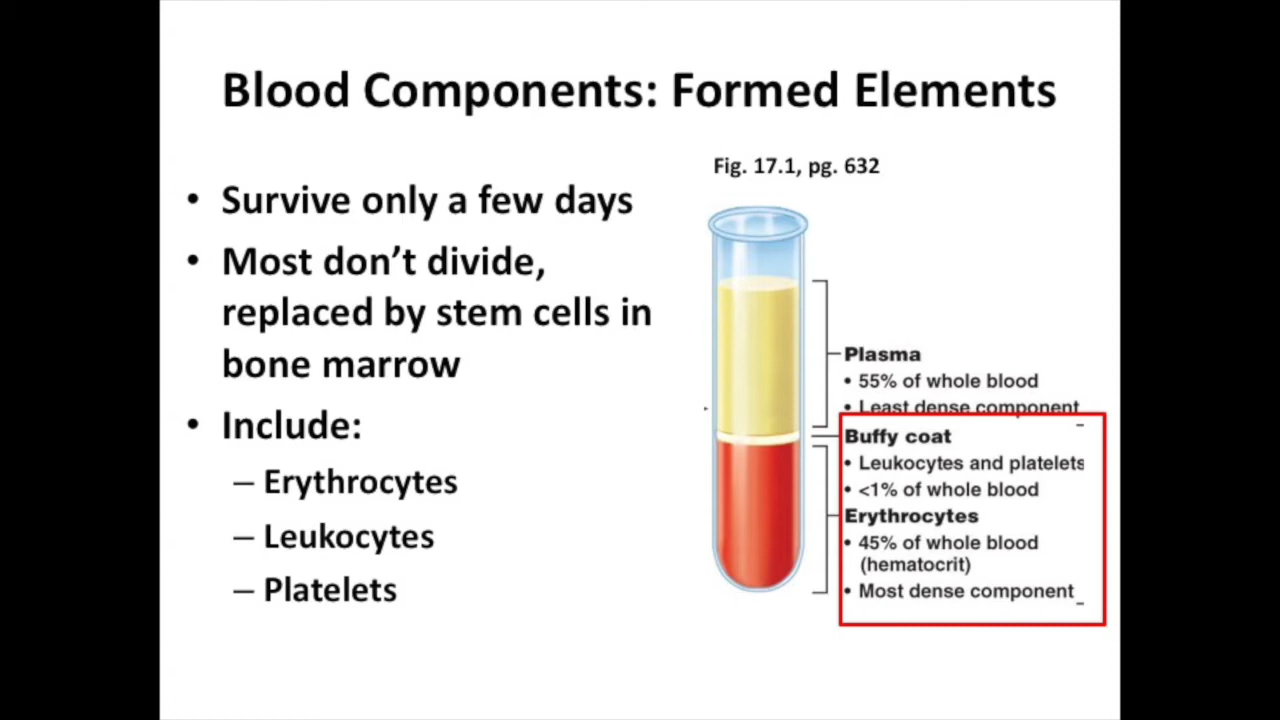 Blood Components: Formed Elements
• Survive only a few days
• Most don’t divide,
replaced by stem cells in
bone marrow
• Include:
– Erythrocytes
– Leukocytes
– Platelets
Fig. 17.1, pg. 632
Plasma
• 55% of whole blood
• Least dense component
Buffy coat
• Leukocytes and platelets
• <1% of whole blood
Erythrocytes
• 45% of whole blood
(hematocrit)
• Most dense component